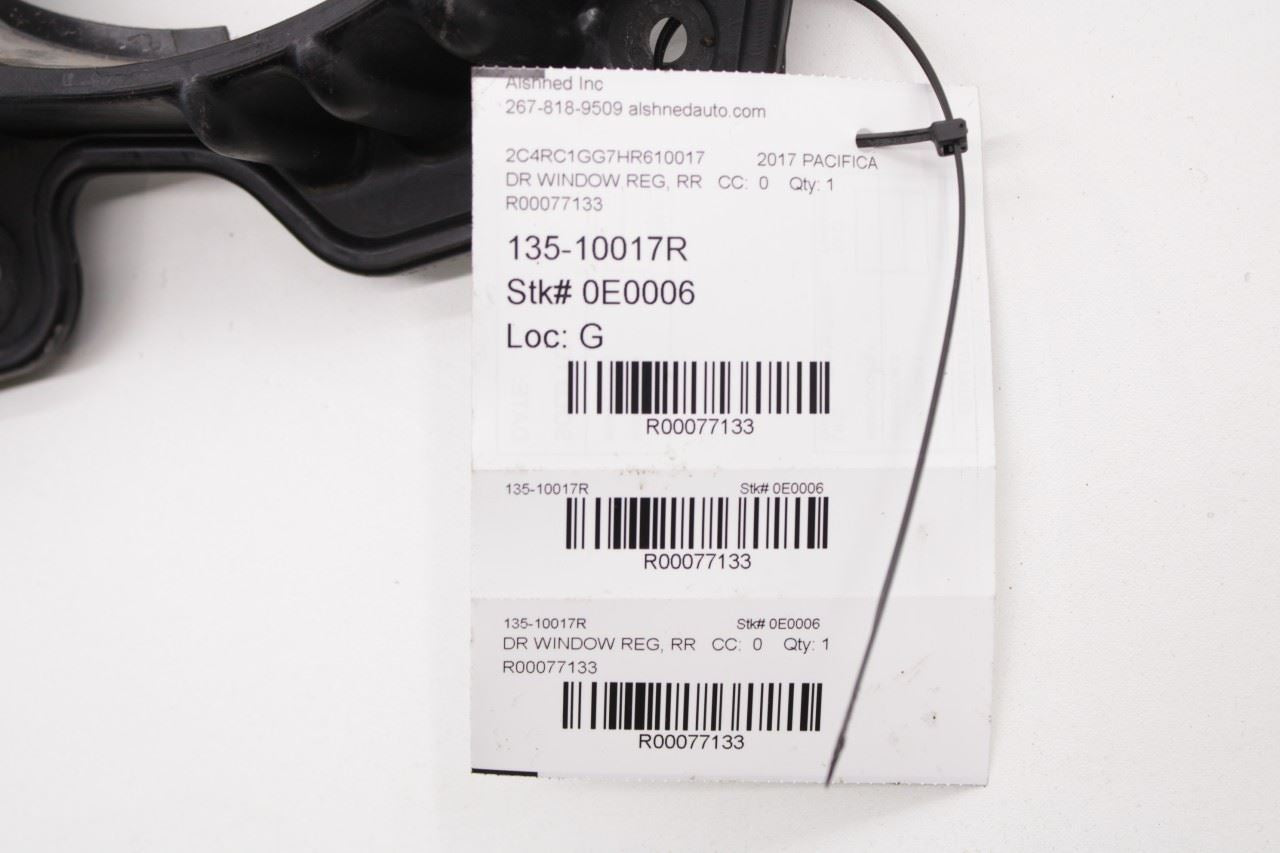 Alshned Inc
267-818-9509 alshnedauto.com
2C4RC1GG7HR610017 2017 PACIFICA
DR WINDOW REG, RR CC: 0 Qty: 1
R00077133
135-10017R
Stk# 0E0006
Loc: G
R00077133
135-10017R Stk# 0E0006
R00077133
135-10017R Stk# 0E0006
DR WINDOW REG, RR CC: 0 Qty: 1
R00077133
R00077133